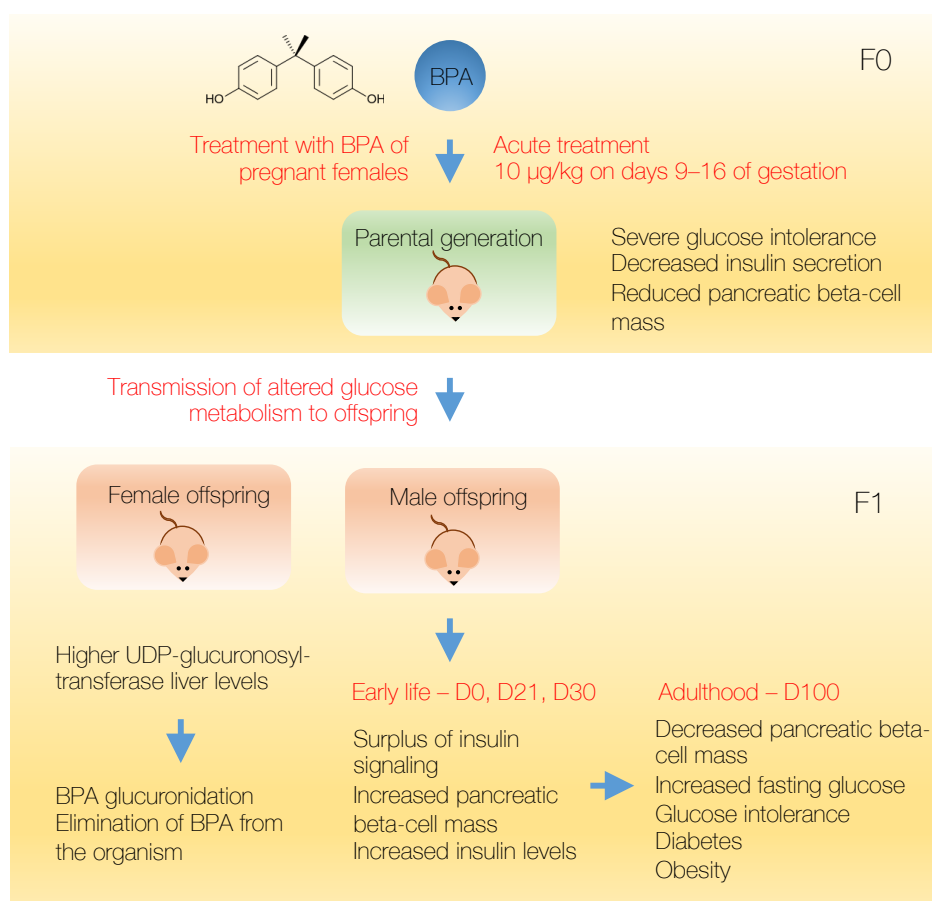 F0
HO
OH
BPA
Treatment with BPA of
pregnant females
Acute treatment
10 µg/kg on days 9–16 of gestation
Parental generation
Severe glucose intolerance
Decreased insulin secretion
Reduced pancreatic beta-cell
mass
Transmission of altered glucose
metabolism to offspring
F1
Female offspring
Male offspring
Higher UDP-glucuronosyl-
transferase liver levels
BPA glucuronidation
Elimination of BPA from
the organism
Early life – D0, D21, D30
Surplus of insulin
signaling
Increased pancreatic
beta-cell mass
Increased insulin levels
Adulthood – D100
Decreased pancreatic beta-
cell mass
Increased fasting glucose
Glucose intolerance
Diabetes
Obesity